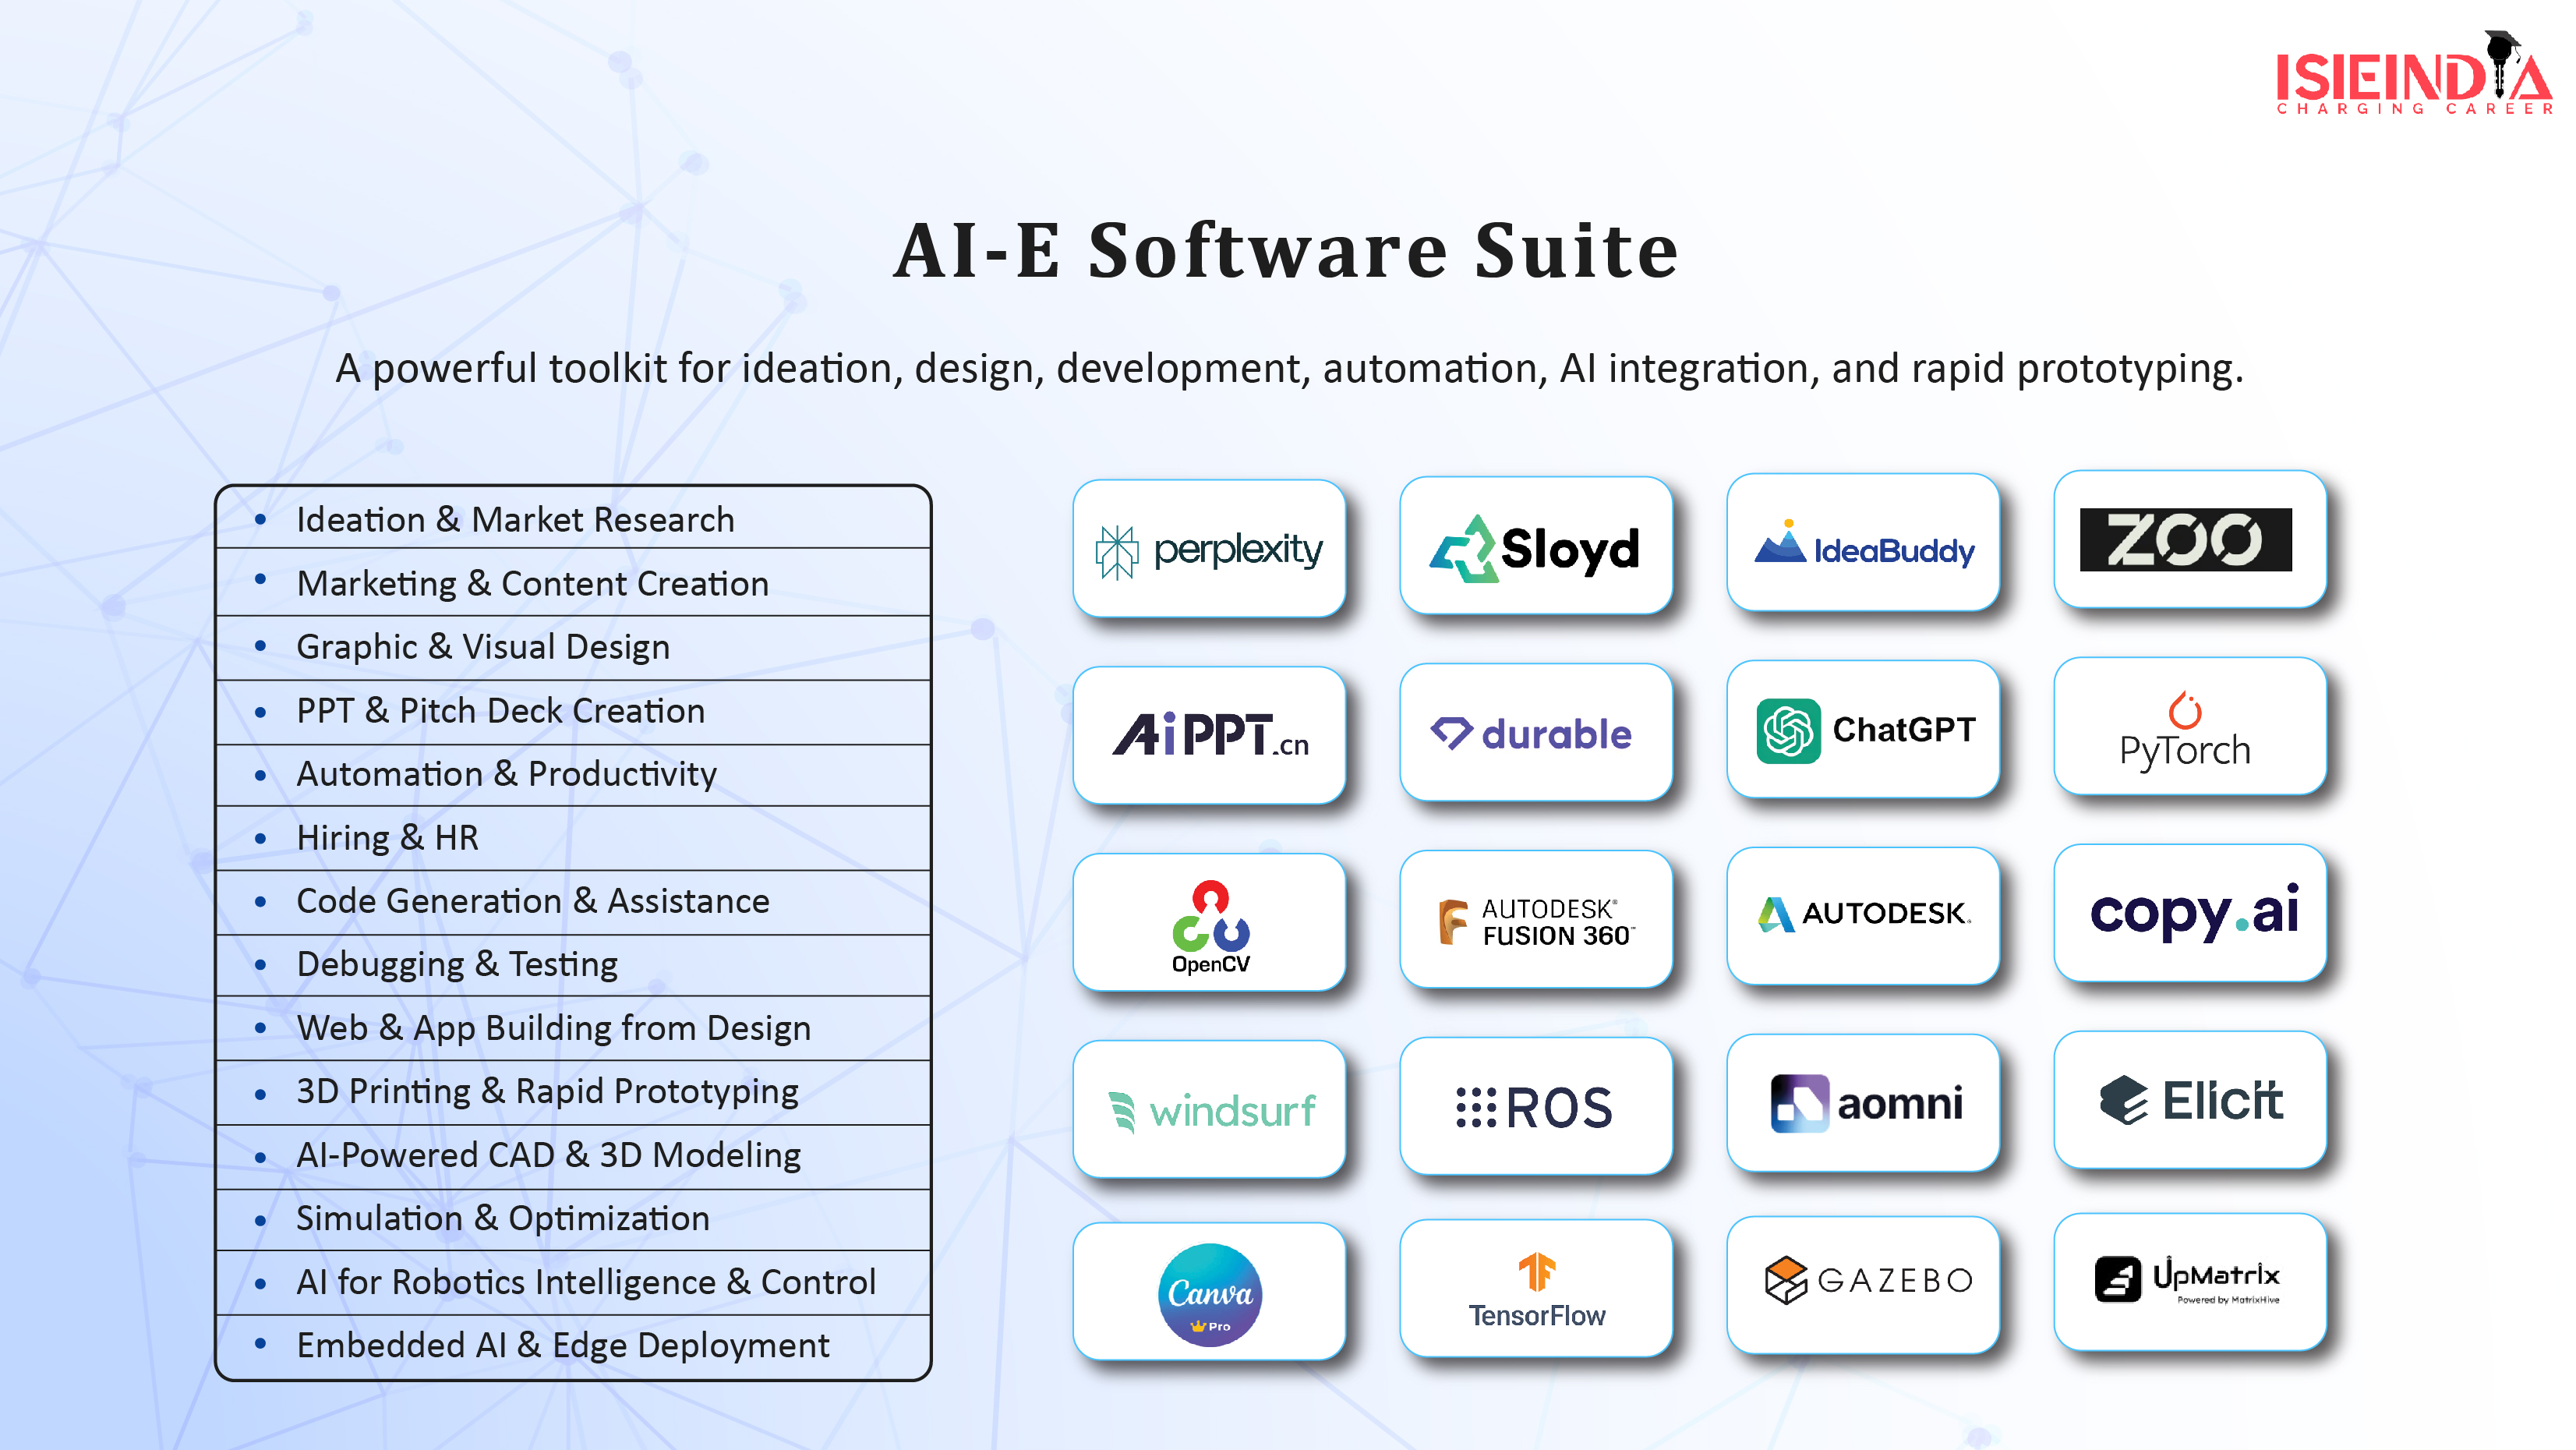 ISIEINDIA
CHARGING CAREER
AI-E Software Suite
A powerful toolkit for ideation, design, development, automation, AI integration, and rapid prototyping.
• Ideation & Market Research
• Marketing & Content Creation
• Graphic & Visual Design
• PPT & Pitch Deck Creation
• Automation & Productivity
• Hiring & HR
• Code Generation & Assistance
• Debugging & Testing
• Web & App Building from Design
• 3D Printing & Rapid Prototyping
• AI-Powered CAD & 3D Modeling
• Simulation & Optimization
• AI for Robotics Intelligence & Control
• Embedded AI & Edge Deployment
perplexity
Sloyd
IdeaBuddy
ZOO
AiPPT.cn
durable
ChatGPT
PyTorch
OpenCV
AUTODESK®
FUSION 360™
AUTODESK®
copy.ai
windsurf
ROS
aomni
Elicit
Canva
Pro
TensorFlow
GAZEBO
UpMatrix
Powered by MatrixHive